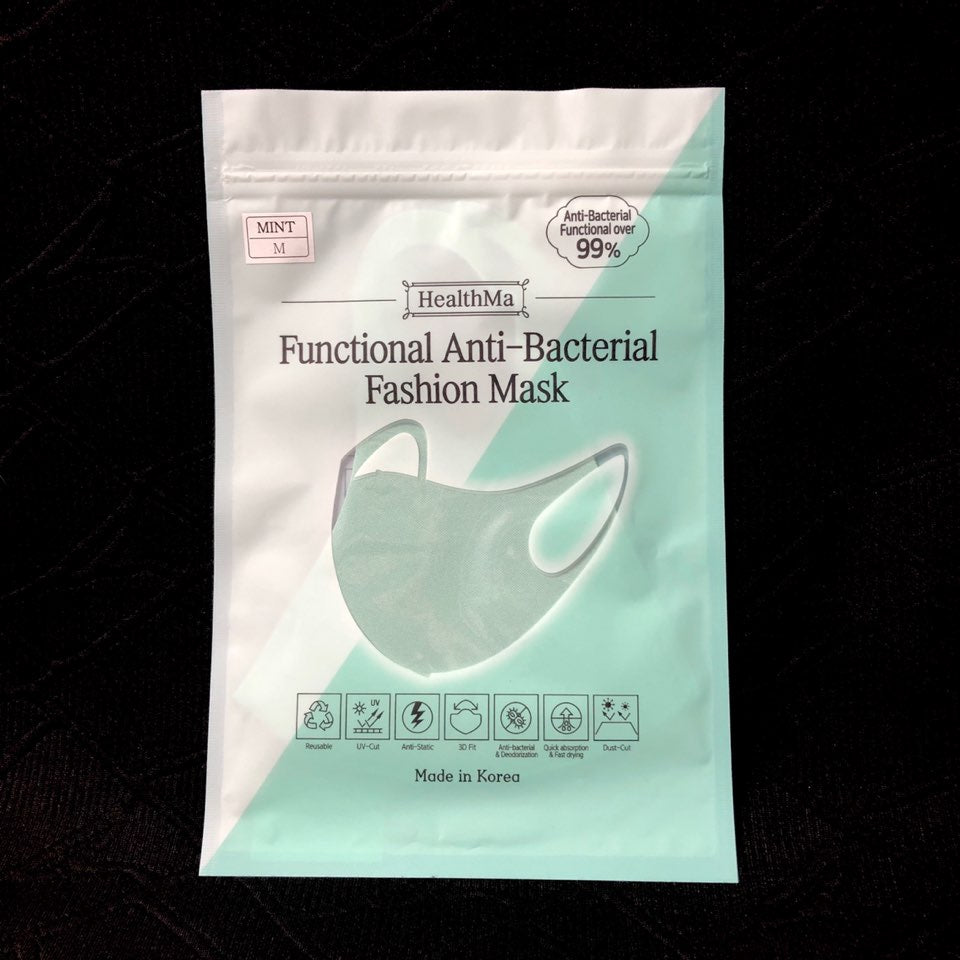 MINT
M
Anti-Bacterial
Functional over
99%
HealthMa
Functional Anti-Bacterial
Fashion Mask
UV
Reusable
UV-Cut
Anti-Static
3D Fit
Anti-bacterial
& Deodorization
Quick absorption
& Fast drying
Dust-Cut
Made in Korea